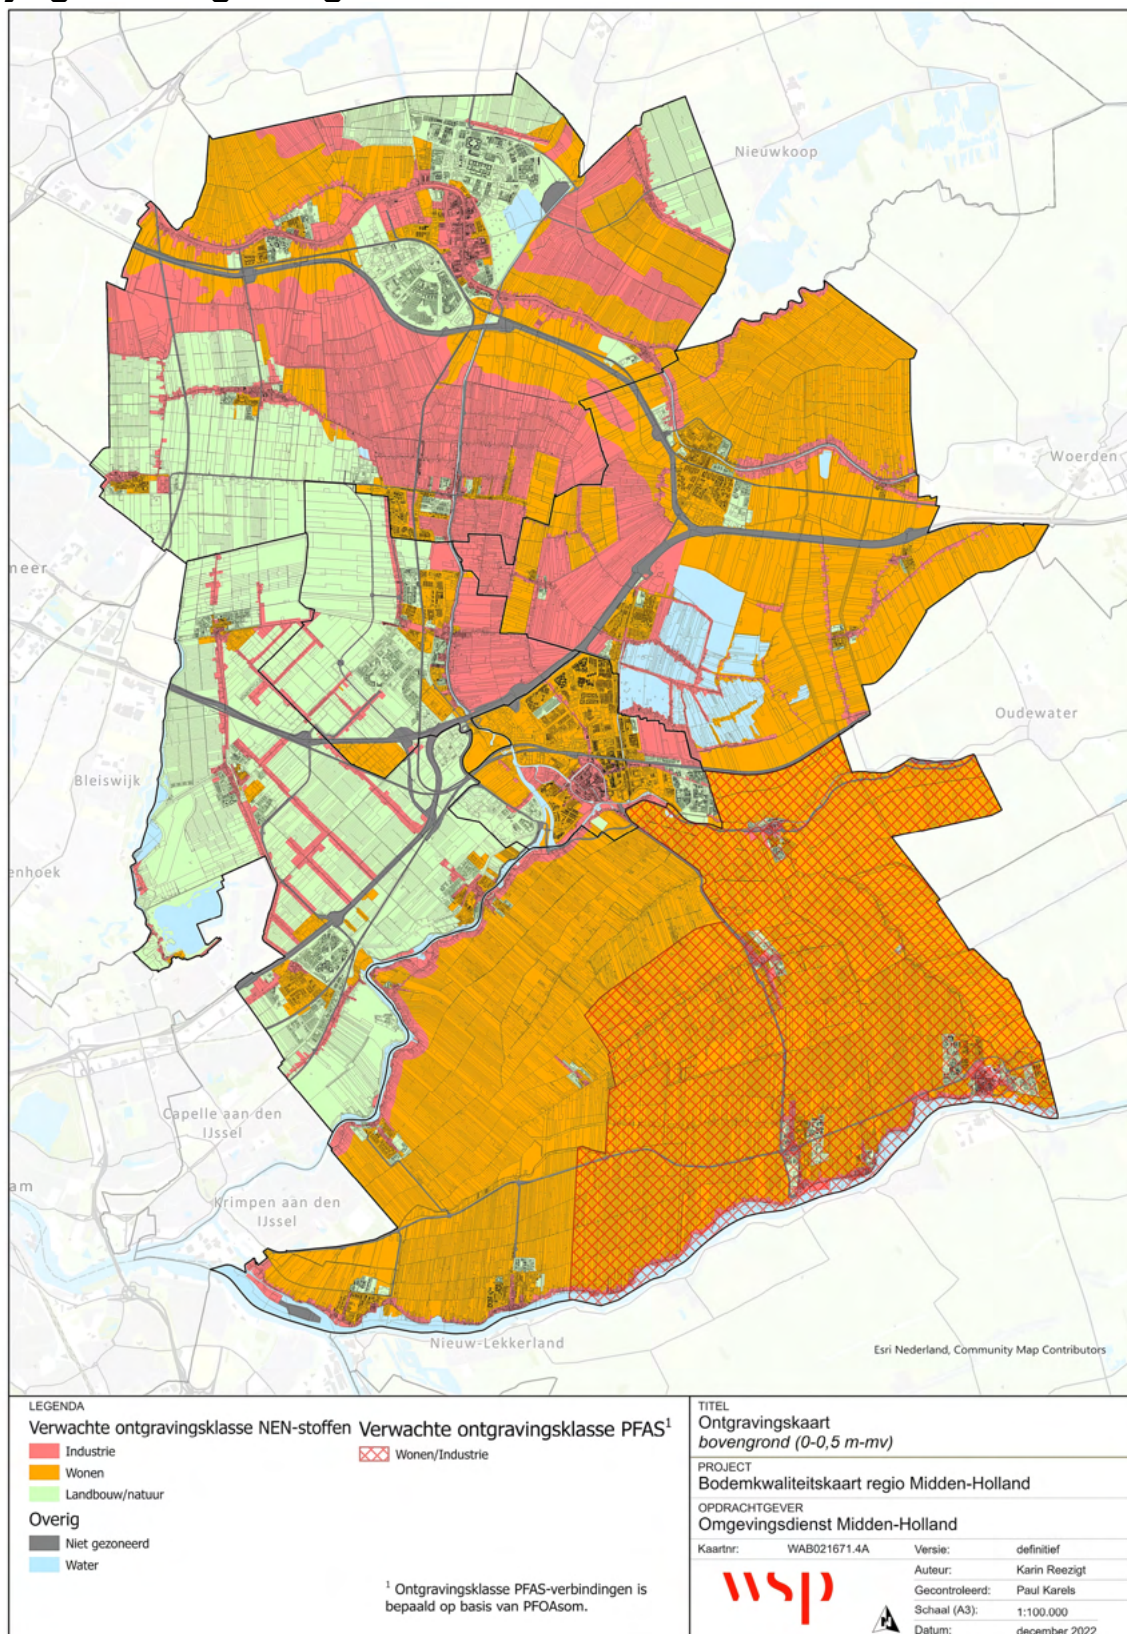 Nieuwkoop
Woerden
meer
Oudewater
Bleiswijk
enhoek
Capelle aan den
IJssel
am
Krimpen aan den
IJssel
Nieuw-Lekkerland
Esri Nederland, Community Map Contributors
LEGENDA
Verwachte ontgravingsklasse NEN-stoffen
Industrie
Wonen
Landbouw/natuur
Overig
Niet gezoneerd
Water
Verwachte ontgravingsklasse PFAS¹
Wonen/Industrie
¹ Ontgravingsklasse PFAS-verbindingen is
bepaald op basis van PFOAsom.
TITEL
Ontgravingskaart
bovengrond (0-0,5 m-mv)
PROJECT
Bodemkwaliteitskaart regio Midden-Holland
OPDRACHTGEVER
Omgevingsdienst Midden-Holland
Kaartnr: WAB021671.4A Versie: definitief
Auteur: Karin Reezigt
Gecontroleerd: Paul Karels
Schaal (A3): 1:100.000
Datum: december 2022
wsp